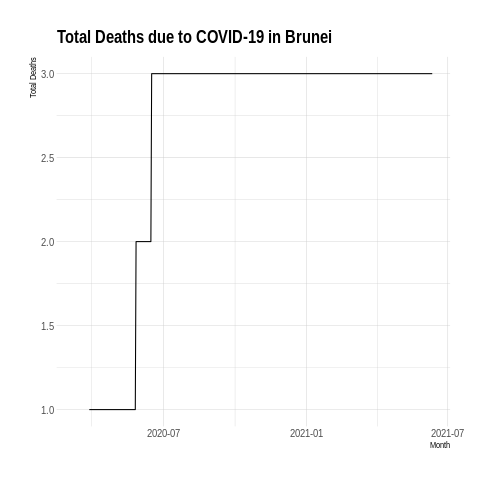 Total Deaths due to COVID-19 in Brunei
Total Deaths
3.0
2.5
2.0
1.5
1.0
2020-07
2021-01
2021-07
Month